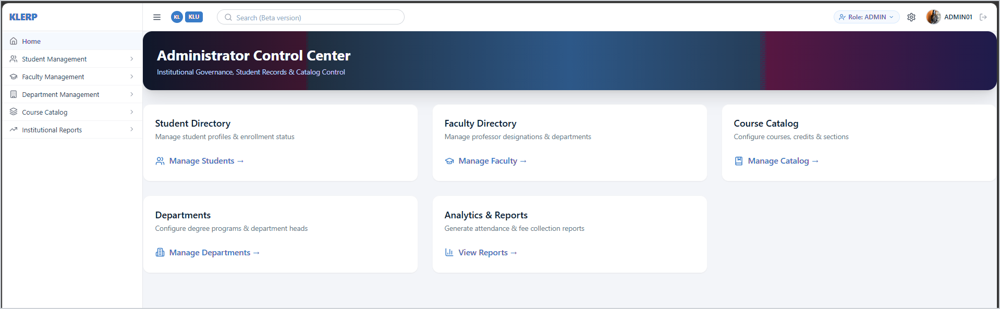 KLERP
KL KLU
Search (Beta version)
Role: ADMIN
ADMIN01
Home
Student Management
Faculty Management
Department Management
Course Catalog
Institutional Reports
Administrator Control Center
Institutional Governance, Student Records & Catalog Control
Student Directory
Manage student profiles & enrollment status
Manage Students →
Faculty Directory
Manage professor designations & departments
Manage Faculty →
Course Catalog
Configure courses, credits & sections
Manage Catalog →
Departments
Configure degree programs & department heads
Manage Departments →
Analytics & Reports
Generate attendance & fee collection reports
View Reports →